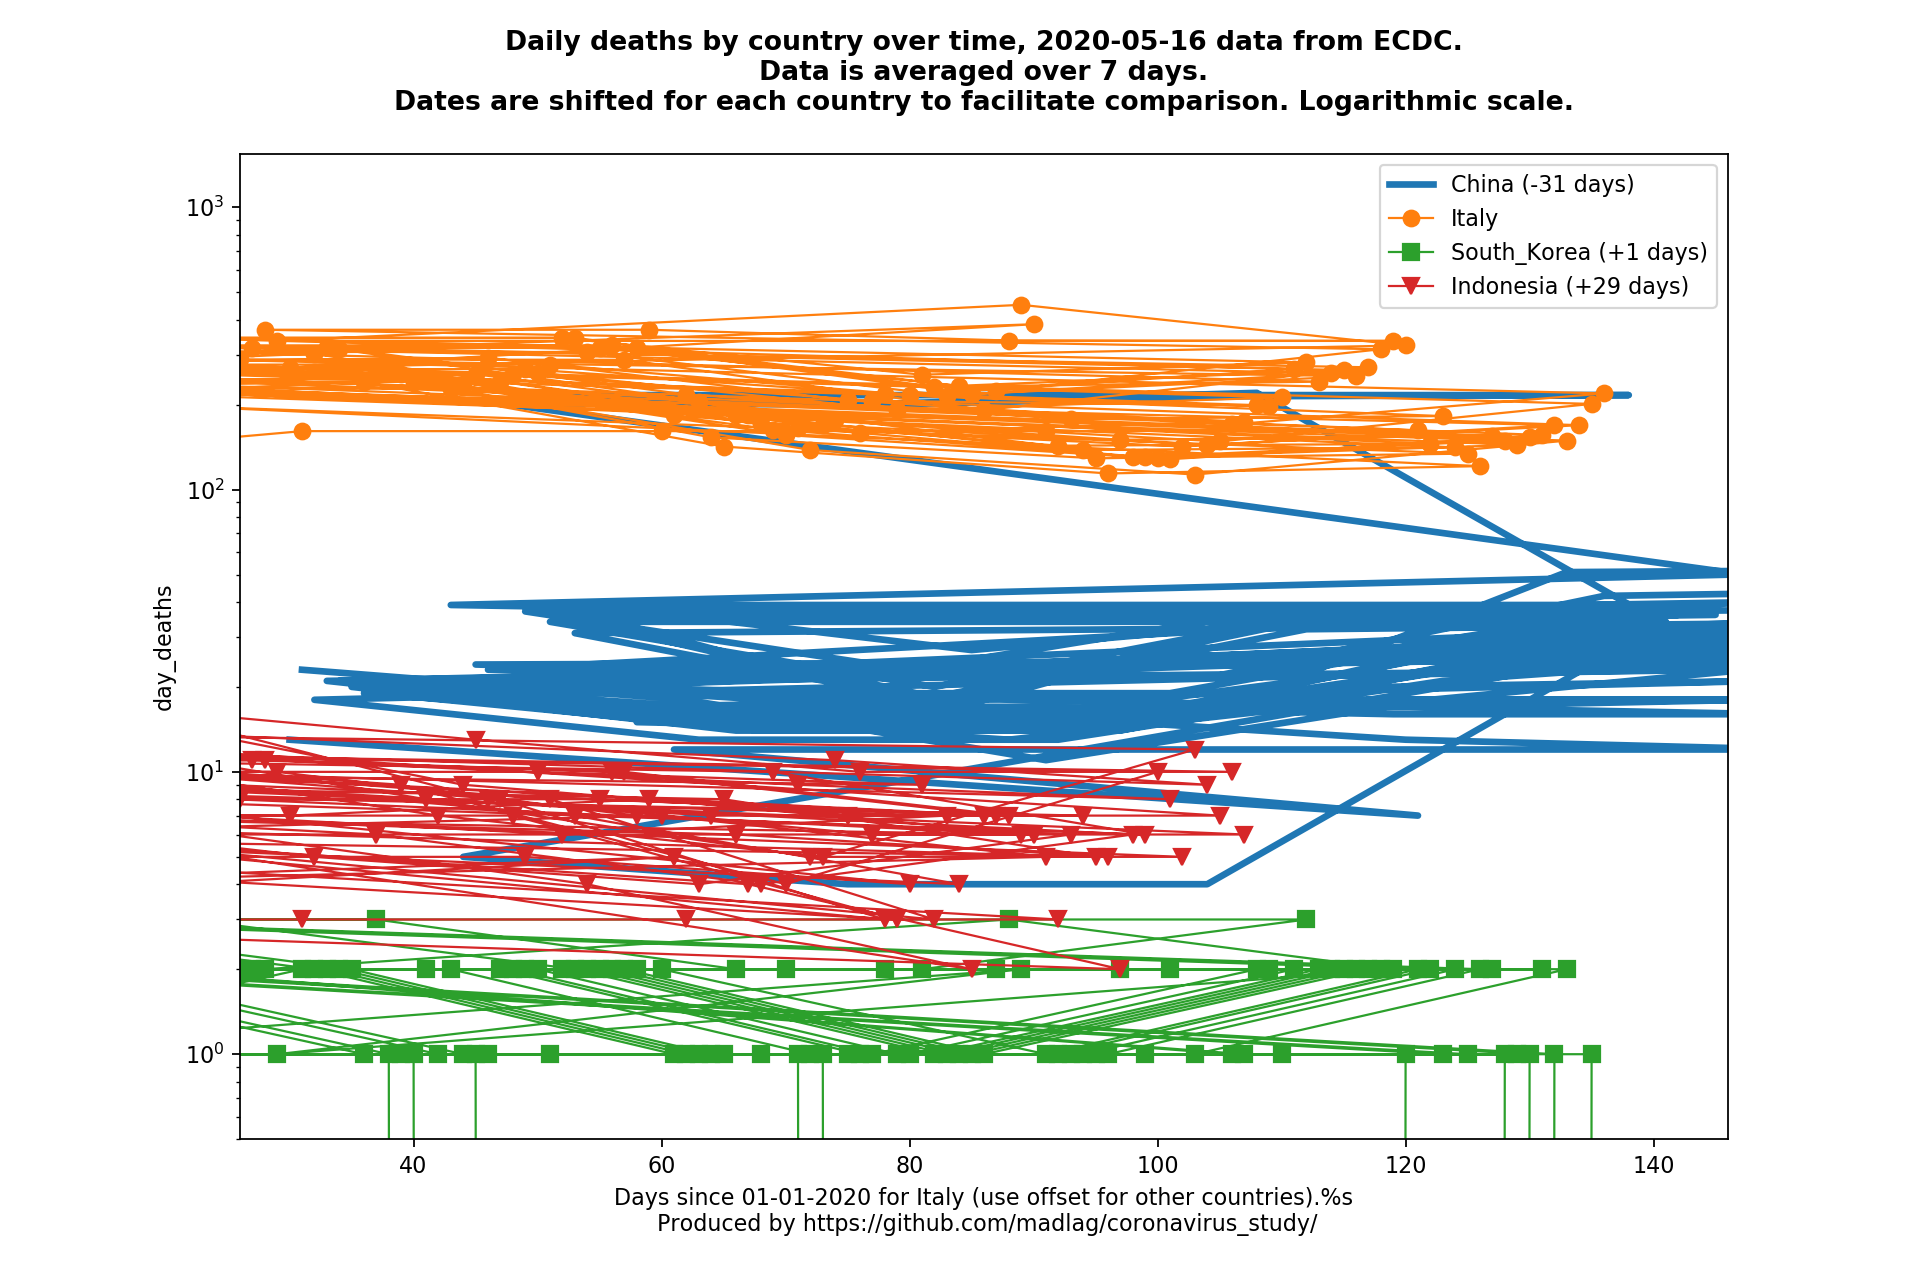 Daily deaths by country over time, 2020-05-16 data from ECDC.
Data is averaged over 7 days.
Dates are shifted for each country to facilitate comparison. Logarithmic scale.
China (-31 days)
Italy
South_Korea (+1 days)
Indonesia (+29 days)
10³
10²
10¹
10⁰
day_deaths
40 60 80 100 120 140
Days since 01-01-2020 for Italy (use offset for other countries).%s
Produced by https://github.com/madlag/coronavirus_study/